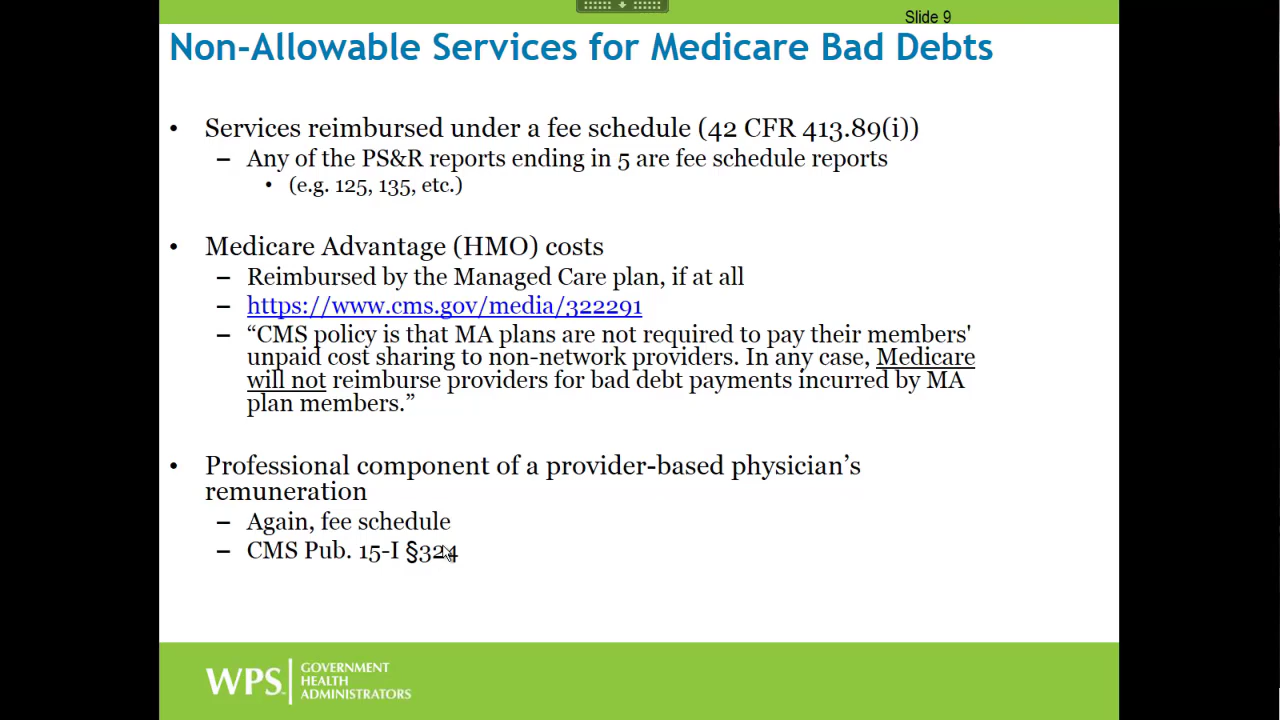 Slide 9
Non-Allowable Services for Medicare Bad Debts
• Services reimbursed under a fee schedule (42 CFR 413.89(i))
– Any of the PS&R reports ending in 5 are fee schedule reports
• (e.g. 125, 135, etc.)
• Medicare Advantage (HMO) costs
– Reimbursed by the Managed Care plan, if at all
– https://www.cms.gov/media/322291
– “CMS policy is that MA plans are not required to pay their members'
unpaid cost sharing to non-network providers. In any case, Medicare
will not reimburse providers for bad debt payments incurred by MA
plan members.”
• Professional component of a provider-based physician’s
remuneration
– Again, fee schedule
– CMS Pub. 15-I §324
WPS
GOVERNMENT
HEALTH
ADMINISTRATORS